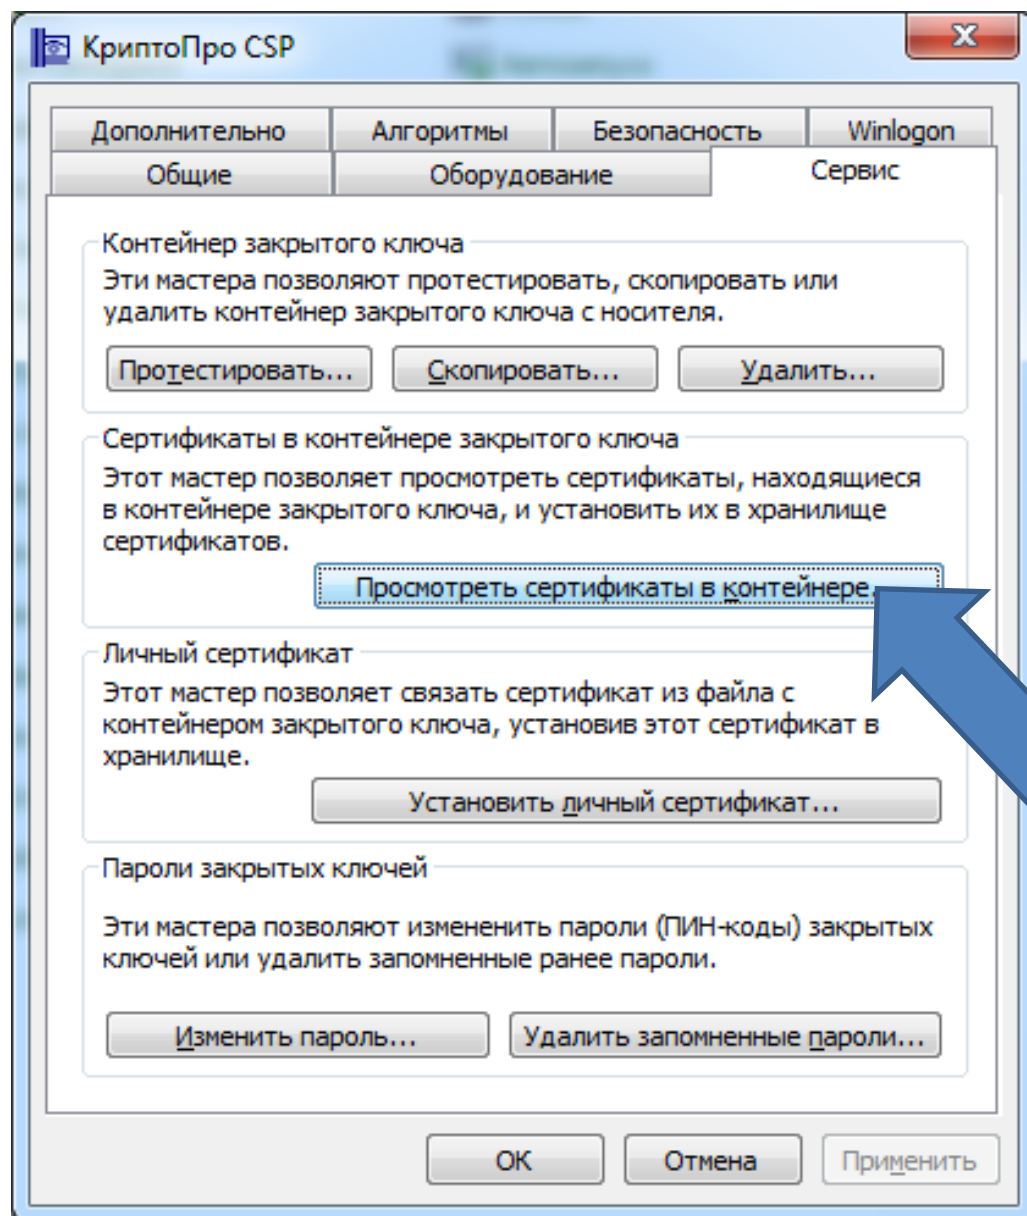 КриптоПро CSP
Дополнительно
Алгоритмы
Безопасность
Winlogon
Общие
Оборудование
Сервис
Контейнер закрытого ключа
Эти мастера позволяют протестировать, скопировать или
удалить контейнер закрытого ключа с носителя.
Протестировать...
Скопировать...
Удалить...
Сертификаты в контейнере закрытого ключа
Этот мастер позволяет просмотреть сертификаты, находящиеся
в контейнере закрытого ключа, и установить их в хранилище
сертификатов.
Просмотреть сертификаты в контейнере.
Личный сертификат
Этот мастер позволяет связать сертификат из файла с
контейнером закрытого ключа, установив этот сертификат в
хранилище.
Установить личный сертификат...
Пароли закрытых ключей
Эти мастера позволяют измененить пароли (ПИН-коды) закрытых
ключей или удалить запомненные ранее пароли.
Изменить пароль...
Удалить запомненные пароли...
ОК
Отмена
Применить